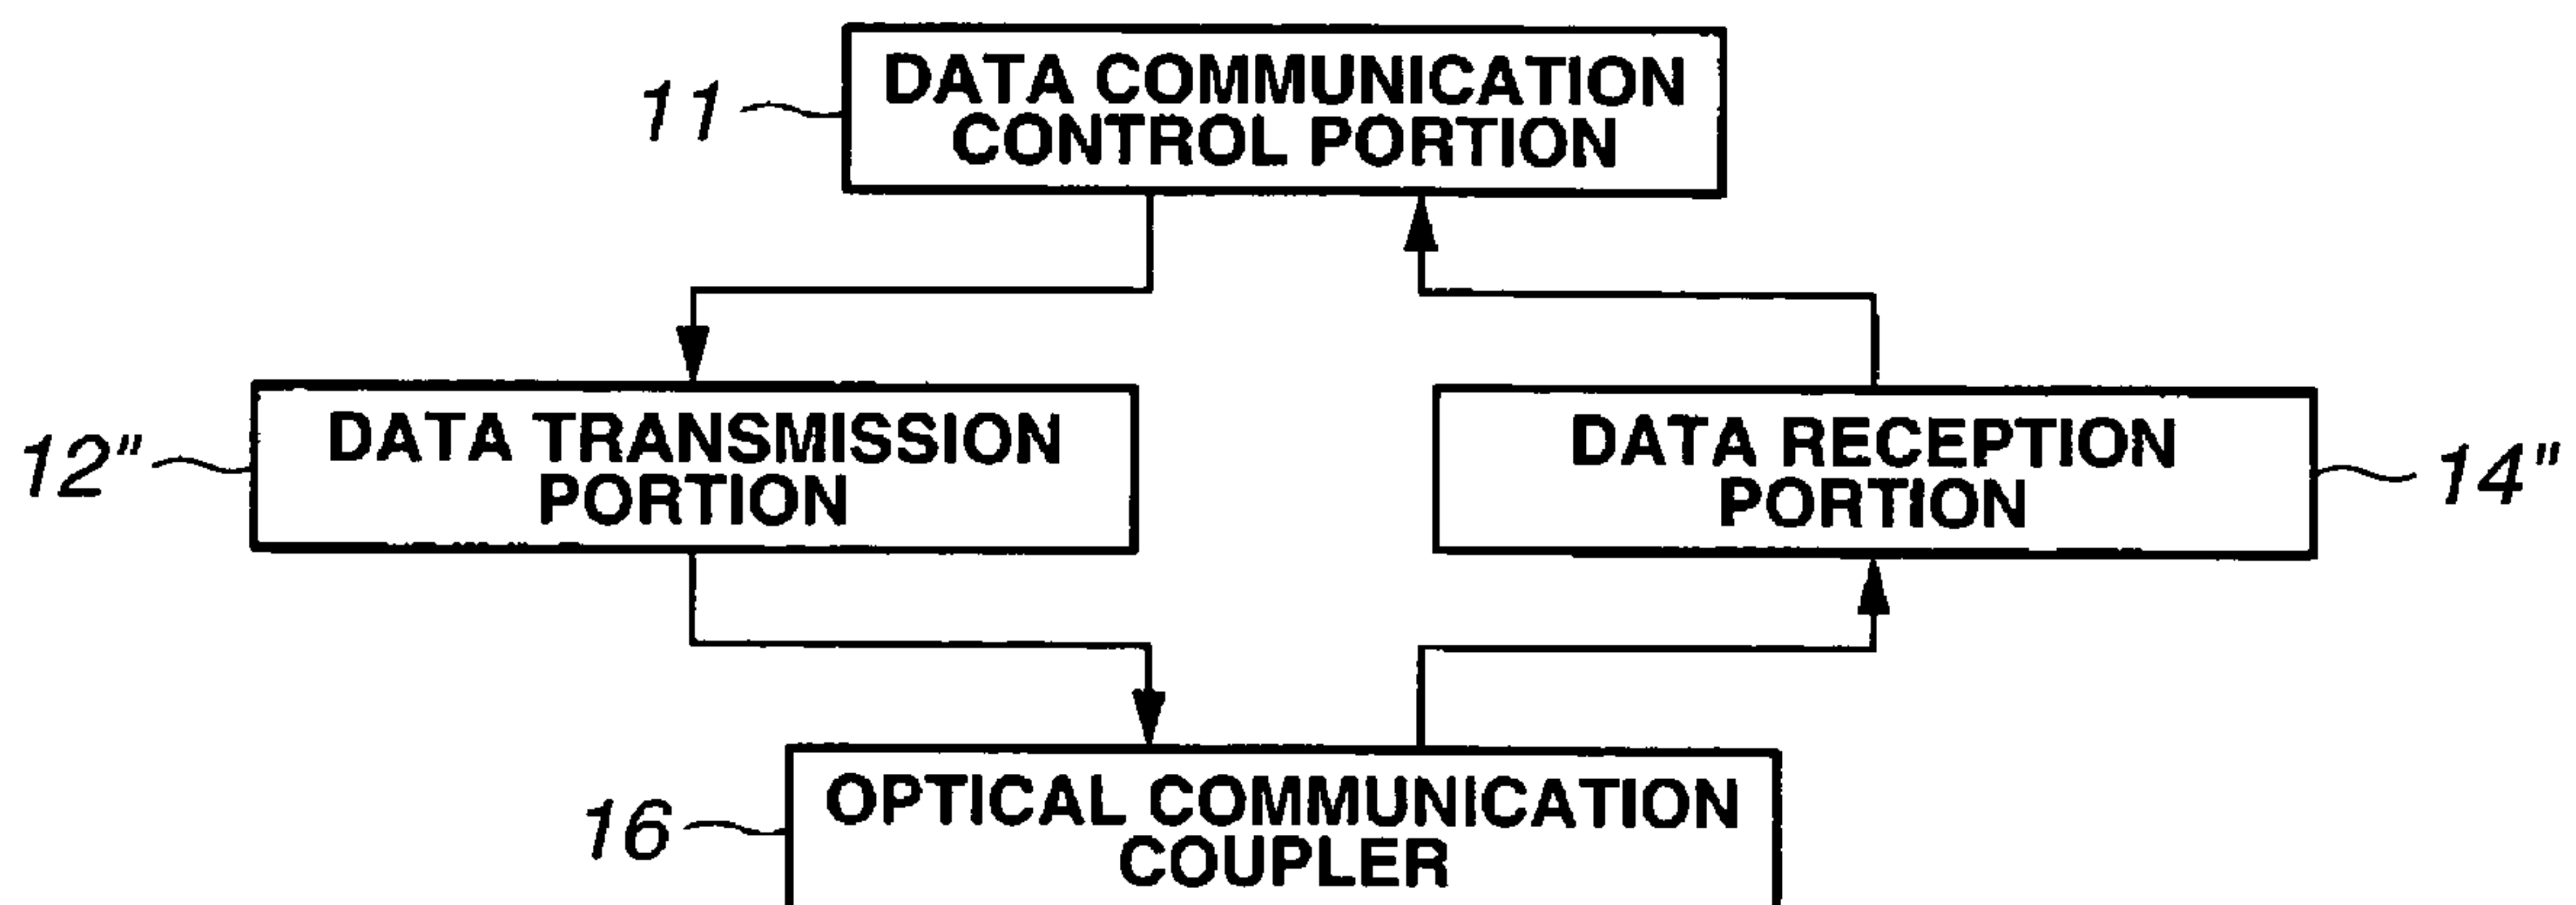 11
DATA COMMUNICATION
CONTROL PORTION
12"
DATA TRANSMISSION
PORTION
DATA RECEPTION
PORTION
14"
16
OPTICAL COMMUNICATION
COUPLER